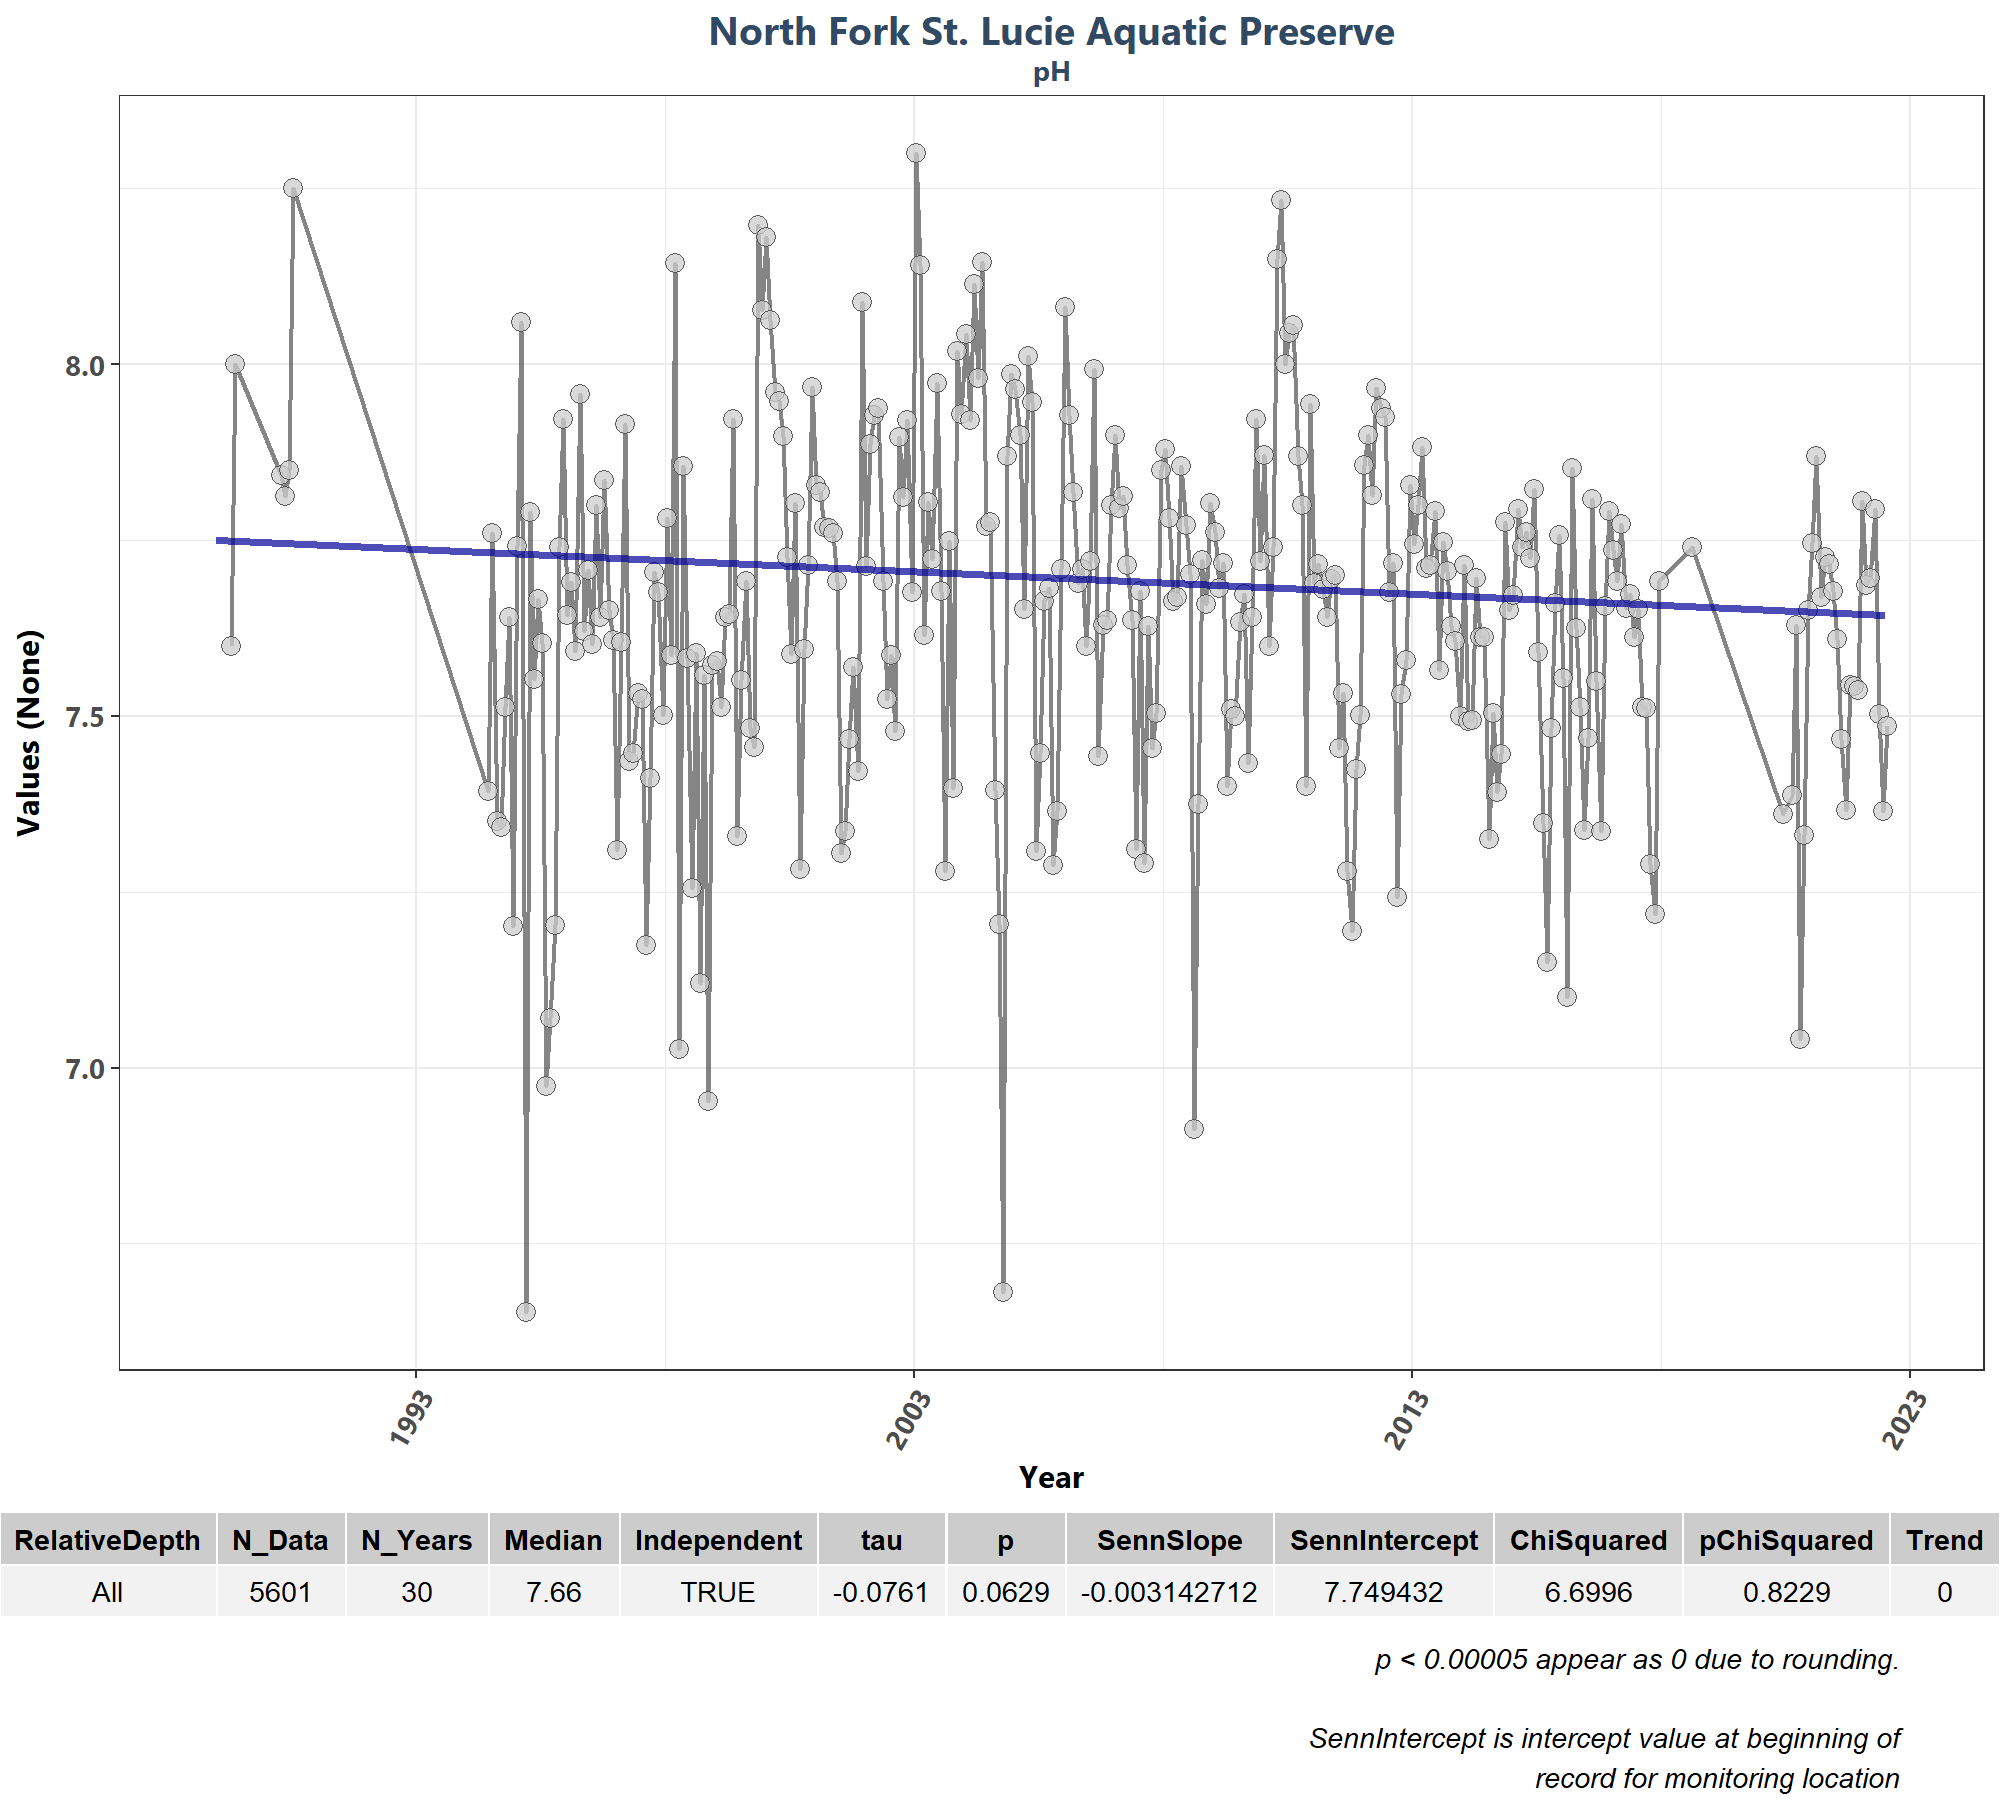 North Fork St. Lucie Aquatic Preserve
pH
Values (None)
8.0
7.5
7.0
1993
2003
2013
2023
Year
RelativeDepth N_Data N_Years Median Independent tau p SennSlope SennIntercept ChiSquared pChiSquared Trend
All 5601 30 7.66 TRUE -0.0761 0.0629 -0.003142712 7.749432 6.6996 0.8229 0
p < 0.00005 appear as 0 due to rounding.
SennIntercept is intercept value at beginning of
record for monitoring location